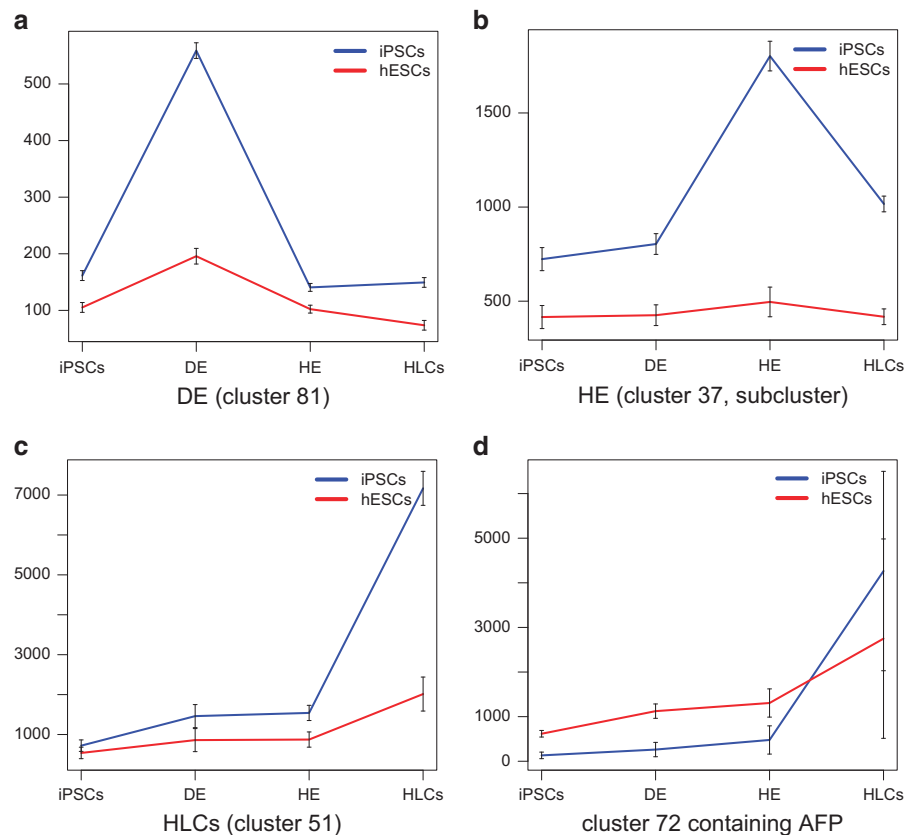 a
iPSCs
hESCs
500
400
300
200
100
iPSCs DE HE HLCs
DE (cluster 81)
b
iPSCs
hESCs
1500
1000
500
iPSCs DE HE HLCs
HE (cluster 37, subcluster)
c
iPSCs
hESCs
7000
5000
3000
1000
iPSCs DE HE HLCs
HLCs (cluster 51)
d
iPSCs
hESCs
5000
3000
1000
0
iPSCs DE HE HLCs
cluster 72 containing AFP